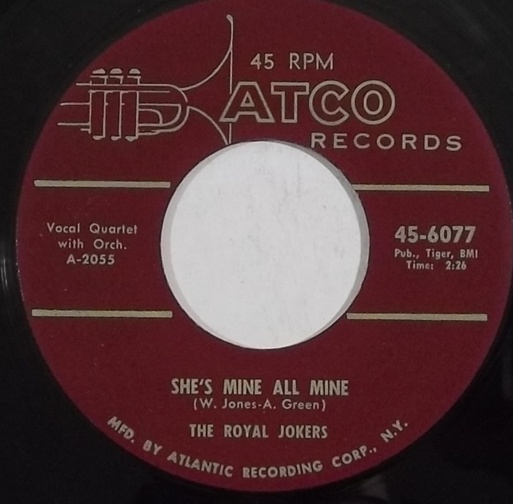 45 RPM
ATCO
RECORDS
Vocal Quartet
with Orch.
A-2055
45-6077
Pub., Tiger, BMI
Time: 2:26
SHE'S MINE ALL MINE
(W. Jones-A. Green)
THE ROYAL JOKERS
MFD. BY ATLANTIC RECORDING CORP., N.Y.